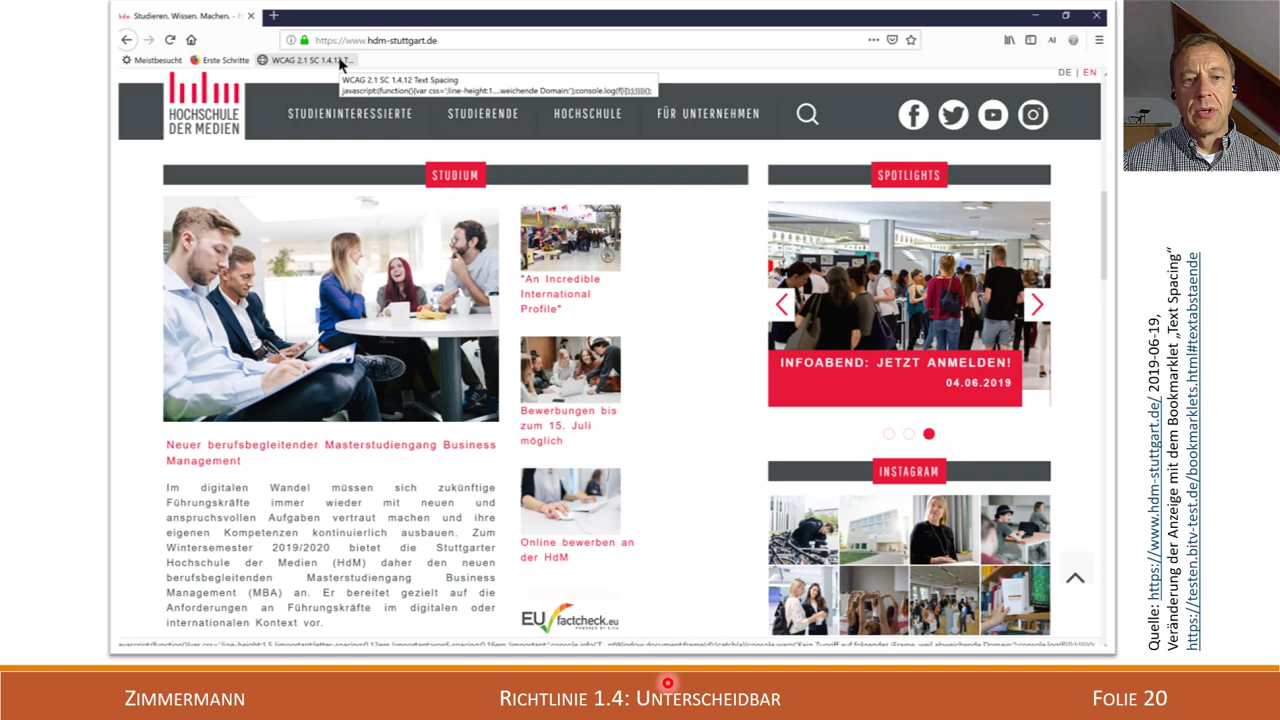 Studieren. Wissen. Machen. - H
https://www.hdm-stuttgart.de
Meistbesucht
Erste Schritte
WCAG 2.1 SC 1.4.12 T...
WCAG 2.1 SC 1.4.12 Text Spacing
DE | EN
HOCHSCHULE
DER MEDIEN
STUDIENINTERESSIERTE
STUDIERENDE
HOCHSCHULE
FÜR UNTERNEHMEN
STUDIUM
Neuer berufsbegleitender Masterstudiengang Business
Management
Im digitalen Wandel müssen sich zukünftige
Führungskräfte immer wieder mit neuen und
anspruchsvollen Aufgaben vertraut machen und ihre
eigenen Kompetenzen kontinuierlich ausbauen. Zum
Wintersemester 2019/2020 bietet die Stuttgarter
Hochschule der Medien (HdM) daher den neuen
berufsbegleitenden Masterstudiengang Business
Management (MBA) an. Er bereitet gezielt auf die
Anforderungen an Führungskräfte im digitalen oder
internationalen Kontext vor.
"An Incredible
International
Profile"
Bewerbungen bis
zum 15. Juli
möglich
Online bewerben an
der HdM
EU factcheck.eu
SPOTLIGHTS
INFOABEND: JETZT ANMELDEN!
04.06.2019
INSTAGRAM
Quelle: https://www.hdm-stuttgart.de/ 2019-06-19,
Veränderung der Anzeige mit dem Bookmarklet „Text Spacing“
https://testen.bitv-test.de/bookmarklets.html#textabstaende
ZIMMERMANN
RICHTLINIE 1.4: UNTERSCHEIDBAR
FOLIE 20